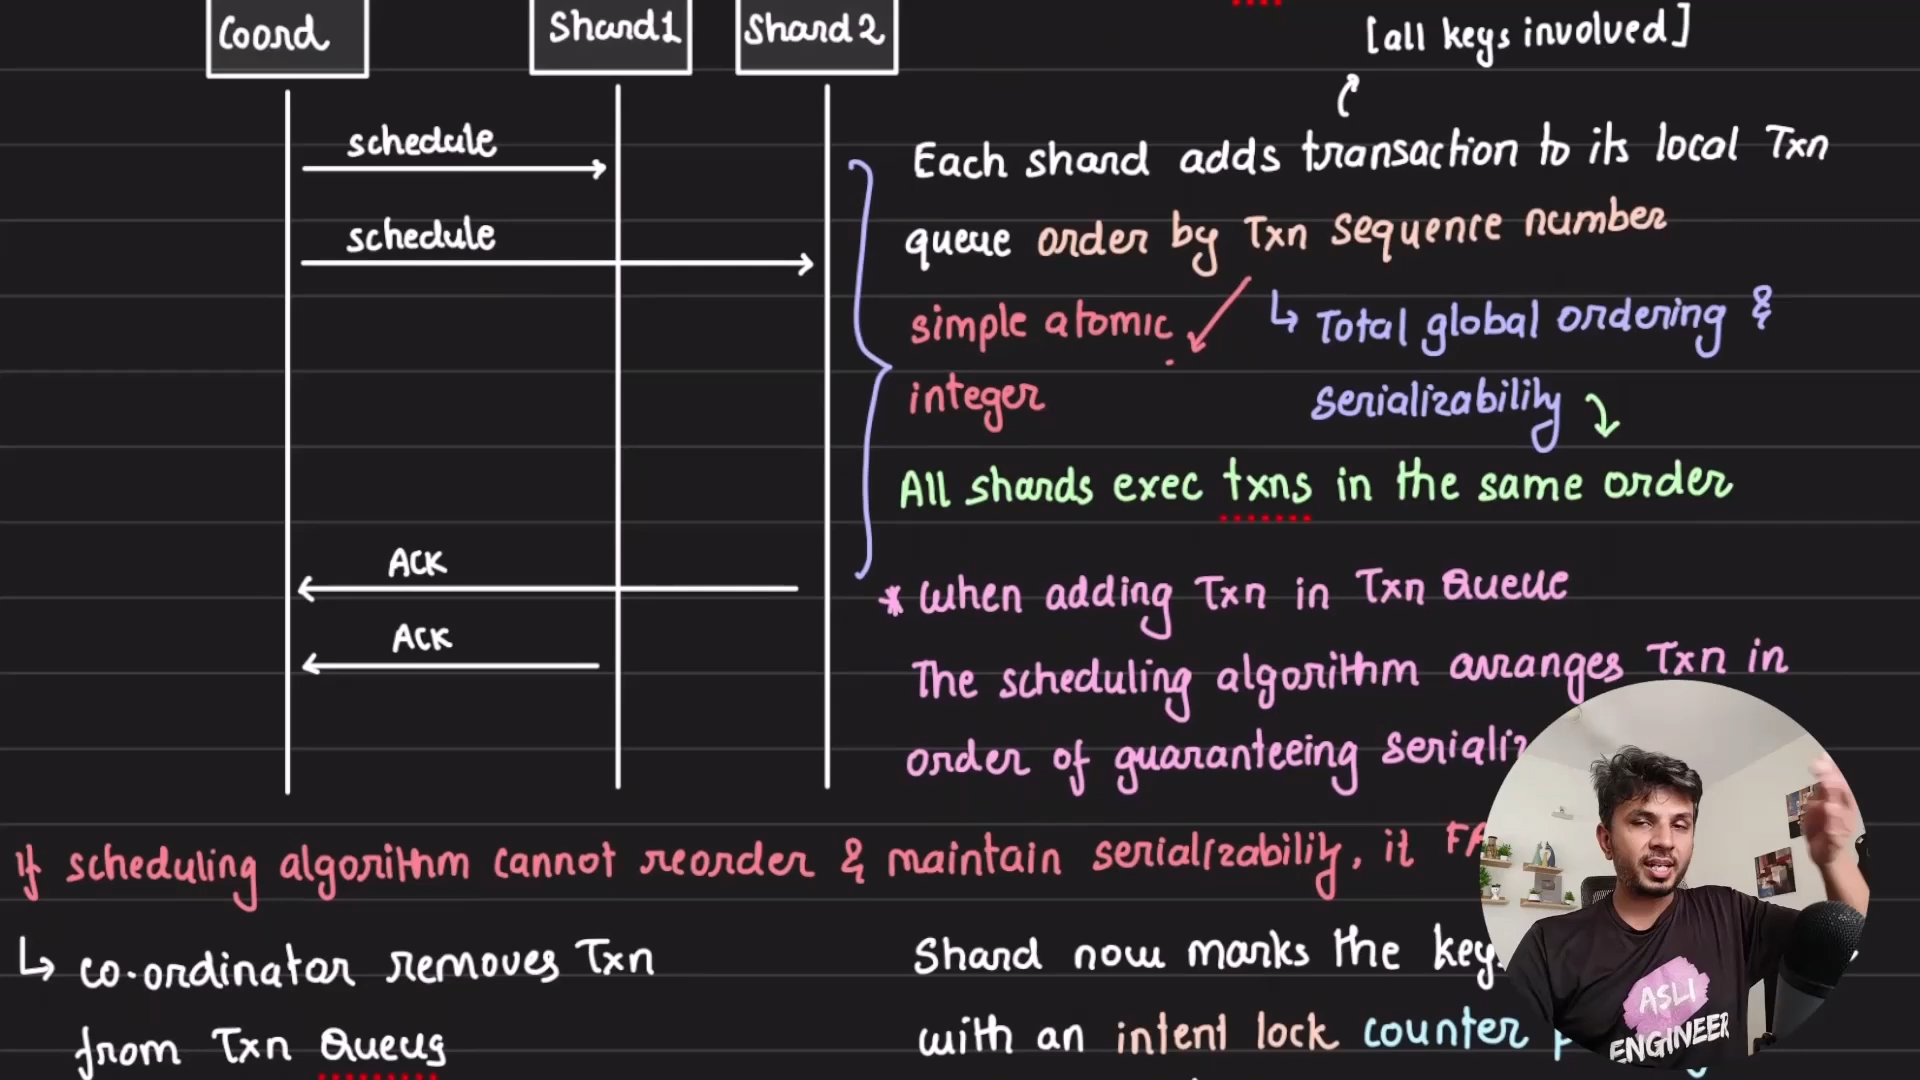 Coord
Shard1
Shard2
[all keys involved]
schedule
schedule
Each shard adds transaction to its local Txn
queue order by Txn sequence number
simple atomic
integer
↳ Total global ordering &
serializability
All shards exec txns in the same order
ACK
ACK
* When adding Txn in Txn Queue
The scheduling algorithm arranges Txn in
order of guaranteeing
If scheduling algorithm cannot reorder & maintain serializability, it
↳ co-ordinator removes Txn
from Txn Queue
Shard now marks the
with an intent lock counter
ASLI
ENGINEER